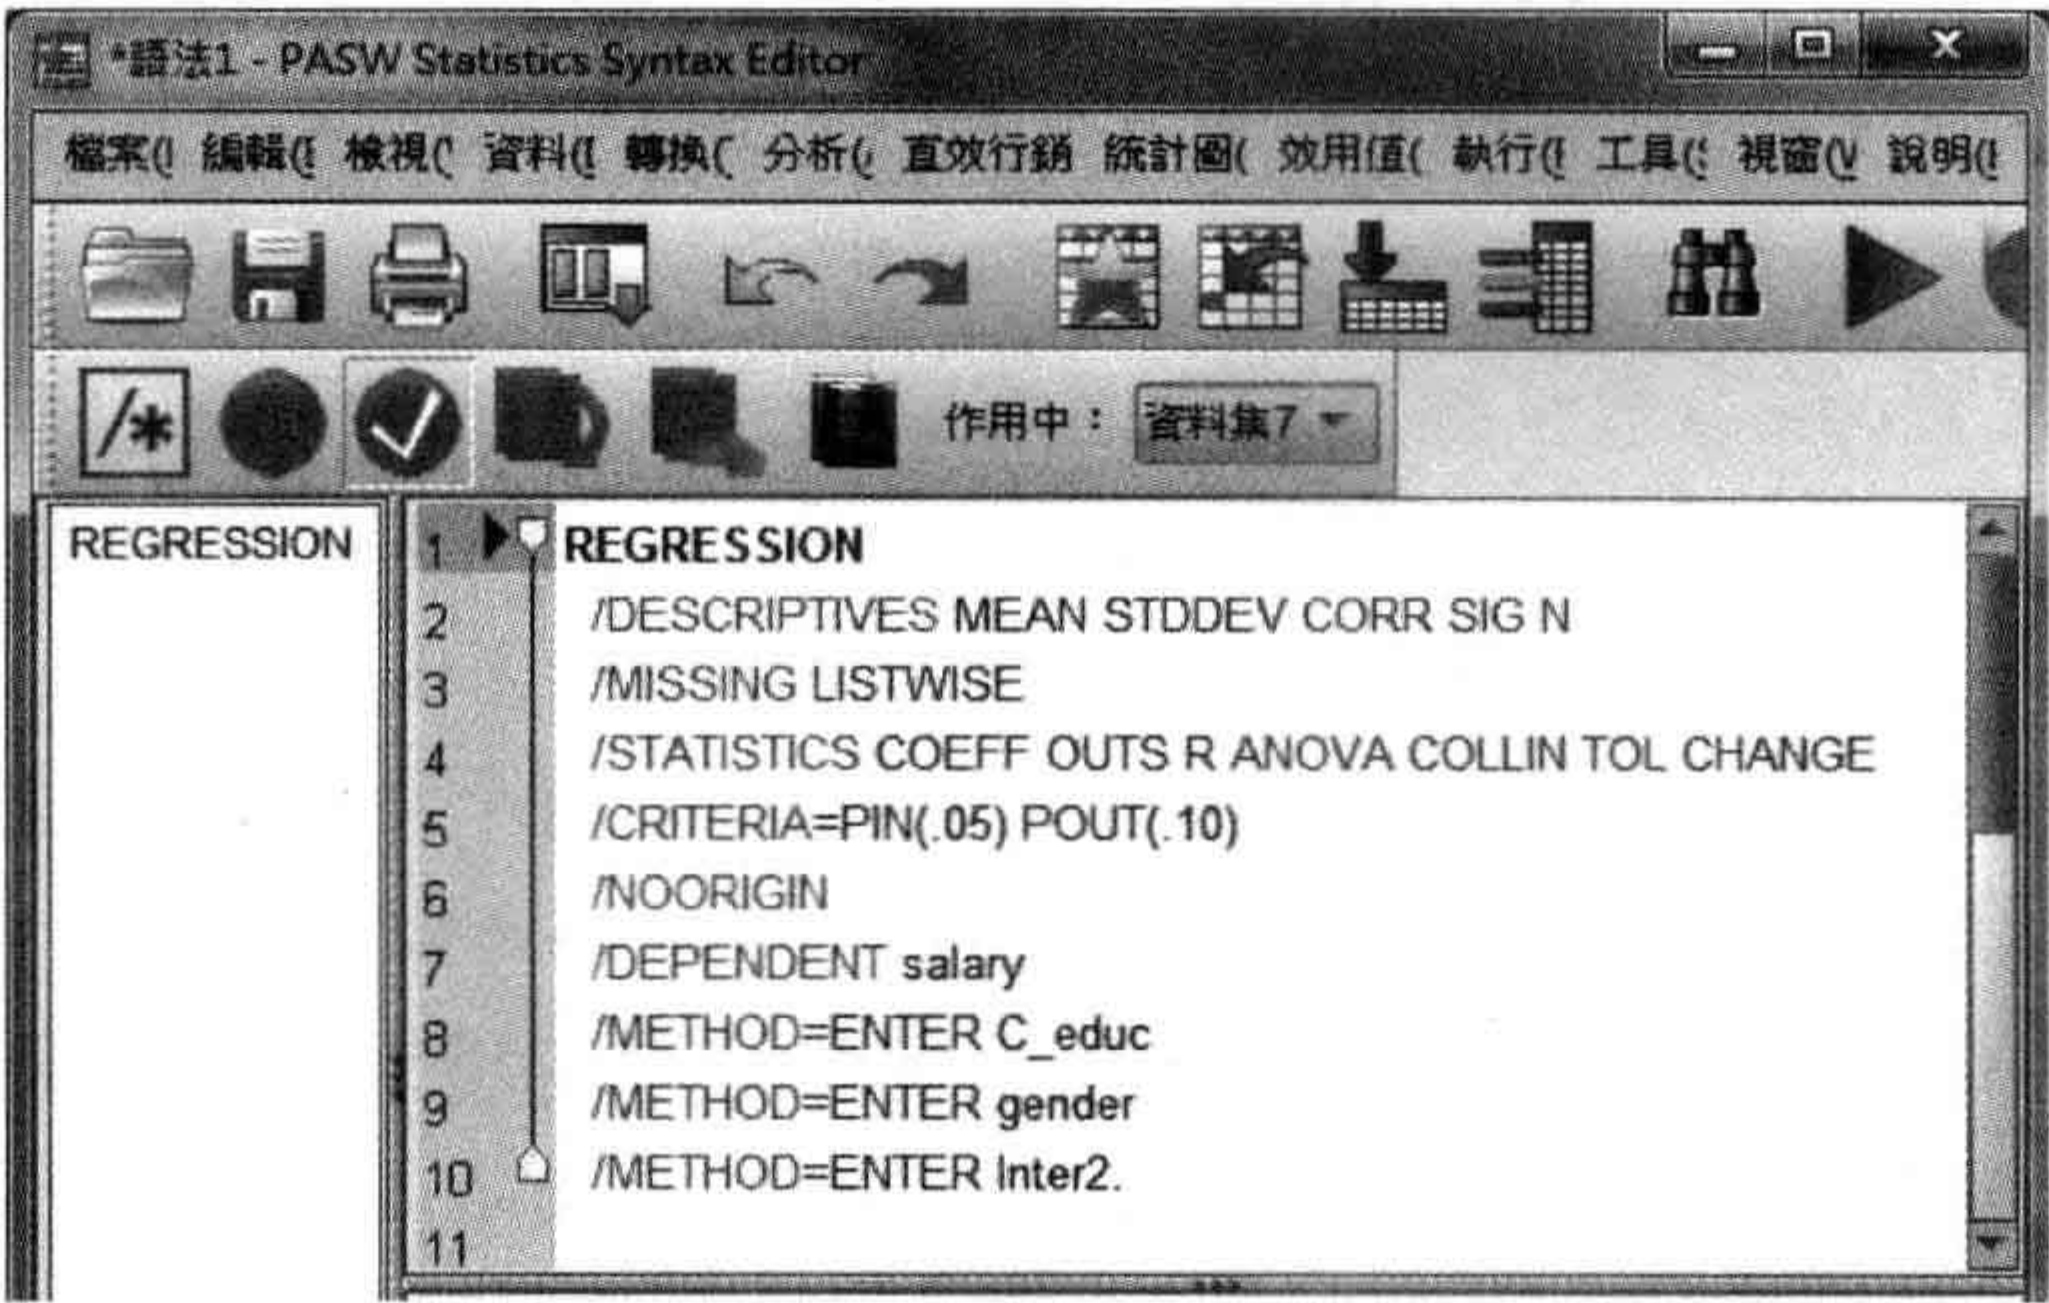 *語法1 - PASW Statistics Syntax Editor
檔案( 編輯( 檢視( 資料( 轉換( 分析( 直效行銷 統計圖( 效用值( 執行( 工具( 視窗( 說明(
/*
作用中： 資料集7
REGRESSION
1 REGRESSION
2 /DESCRIPTIVES MEAN STDDEV CORR SIG N
3 /MISSING LISTWISE
4 /STATISTICS COEFF OUTS R ANOVA COLLIN TOL CHANGE
5 /CRITERIA=PIN(.05) POUT(.10)
6 /NOORIGIN
7 /DEPENDENT salary
8 /METHOD=ENTER C_educ
9 /METHOD=ENTER gender
10 /METHOD=ENTER Inter2.
11